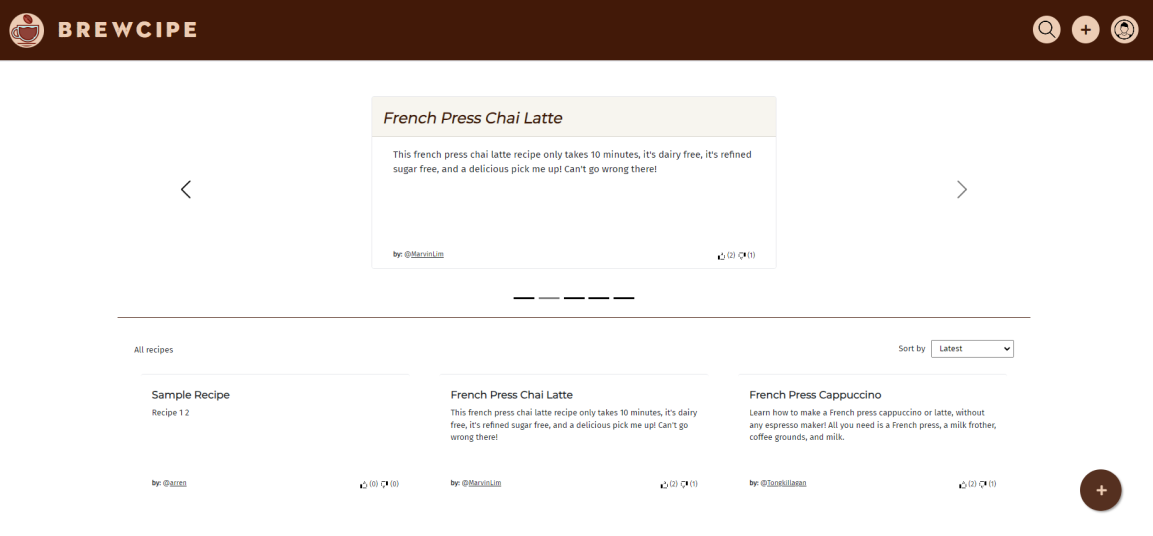 BREWCIPE
French Press Chai Latte
This french press chai latte recipe only takes 10 minutes, it's dairy free, it's refined
sugar free, and a delicious pick me up! Can't go wrong there!
by: @MarvinLim (2) (1)
All recipes
Sort by Latest
Sample Recipe
Recipe 1 2
by: @arren (0) (0)
French Press Chai Latte
This french press chai latte recipe only takes 10 minutes, it's dairy
free, it's refined sugar free, and a delicious pick me up! Can't go
wrong there!
by: @MarvinLim (2) (1)
French Press Cappuccino
Learn how to make a French press cappuccino or latte, without
any espresso maker! All you need is a French press, a milk frother,
coffee grounds, and milk.
by: @Tongkillagan (2) (1)